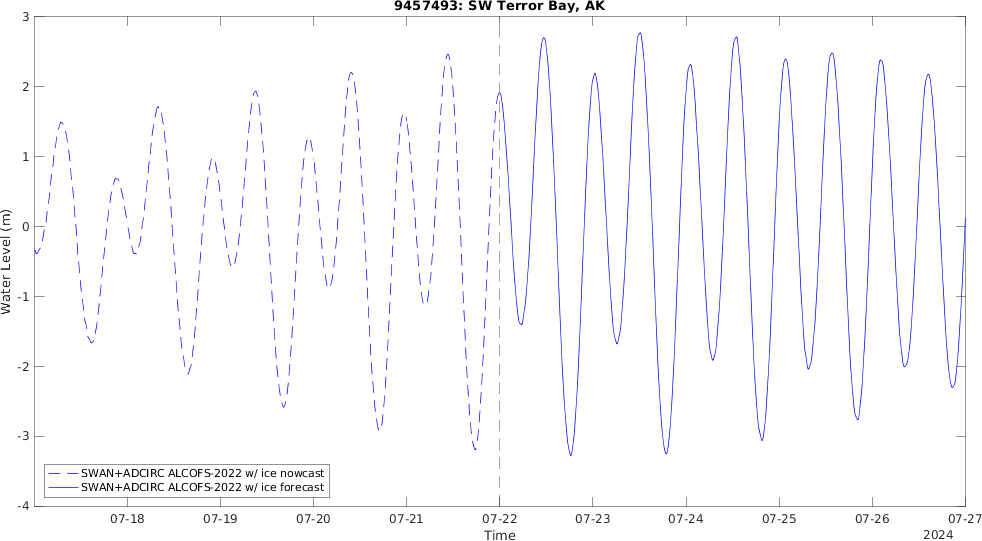 9457493: SW Terror Bay, AK
3
2
1
0
-1
-2
-3
-4
Water Level (m)
SWAN+ADCIRC ALCOFS-2022 w/ ice nowcast
SWAN+ADCIRC ALCOFS-2022 w/ ice forecast
07-18 07-19 07-20 07-21 07-22 07-23 07-24 07-25 07-26 07-27
Time
2024